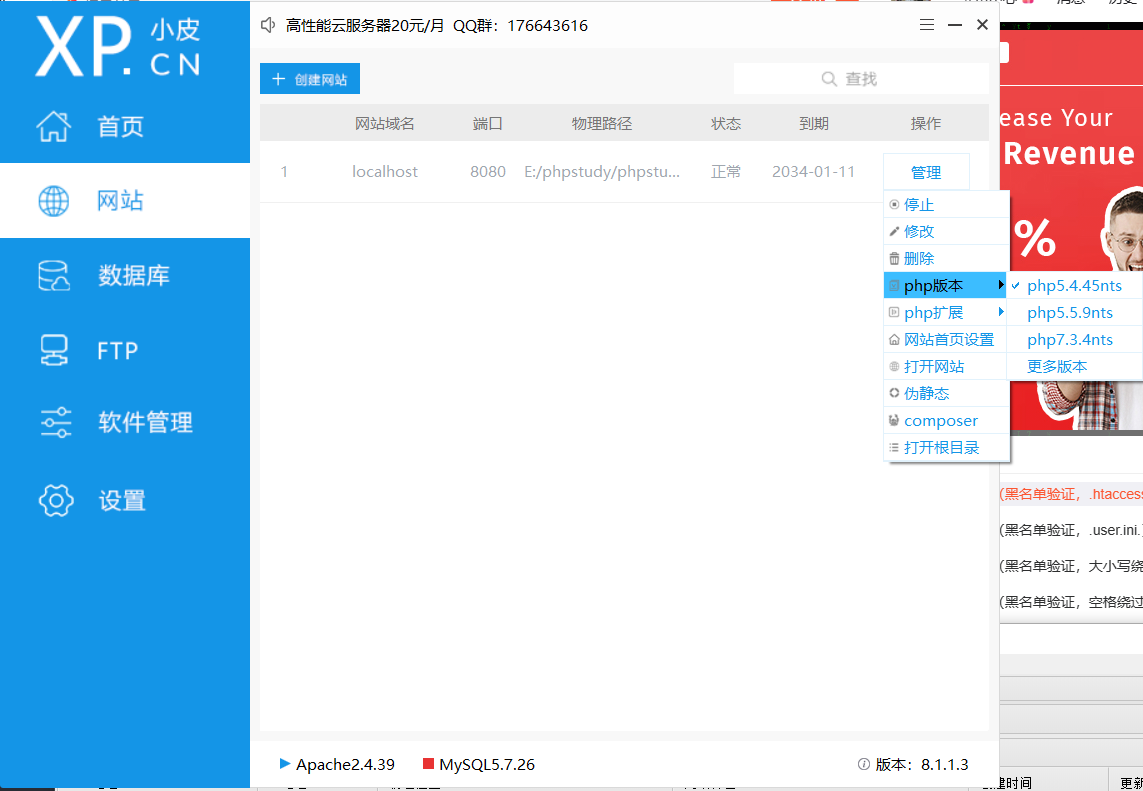 XP.CN 小皮
高性能云服务器20元/月 QQ群：176643616
首页
网站
数据库
FTP
软件管理
设置
创建网站
查找
网站域名 端口 物理路径 状态 到期 操作
1 localhost 8080 E:/phpstudy/phpstu... 正常 2034-01-11 管理
停止
修改
删除
php版本
php扩展
网站首页设置
打开网站
伪静态
composer
打开根目录
php5.4.45nts
php5.5.9nts
php7.3.4nts
更多版本
Apache2.4.39 MySQL5.7.26 版本：8.1.1.3
ease Your
Revenue
%
(黑名单验证，.htaccess
(黑名单验证，.user.ini.
(黑名单验证，大小写绕
(黑名单验证，空格绕过
建时间 更新